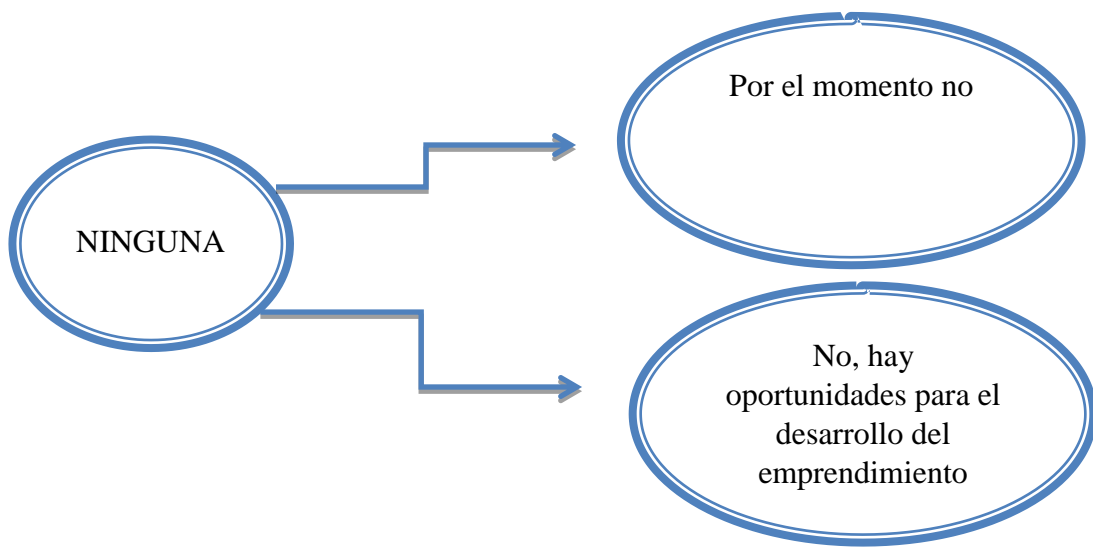 Por el momento no
NINGUNA
No, hay
oportunidades para el
desarrollo del
emprendimiento